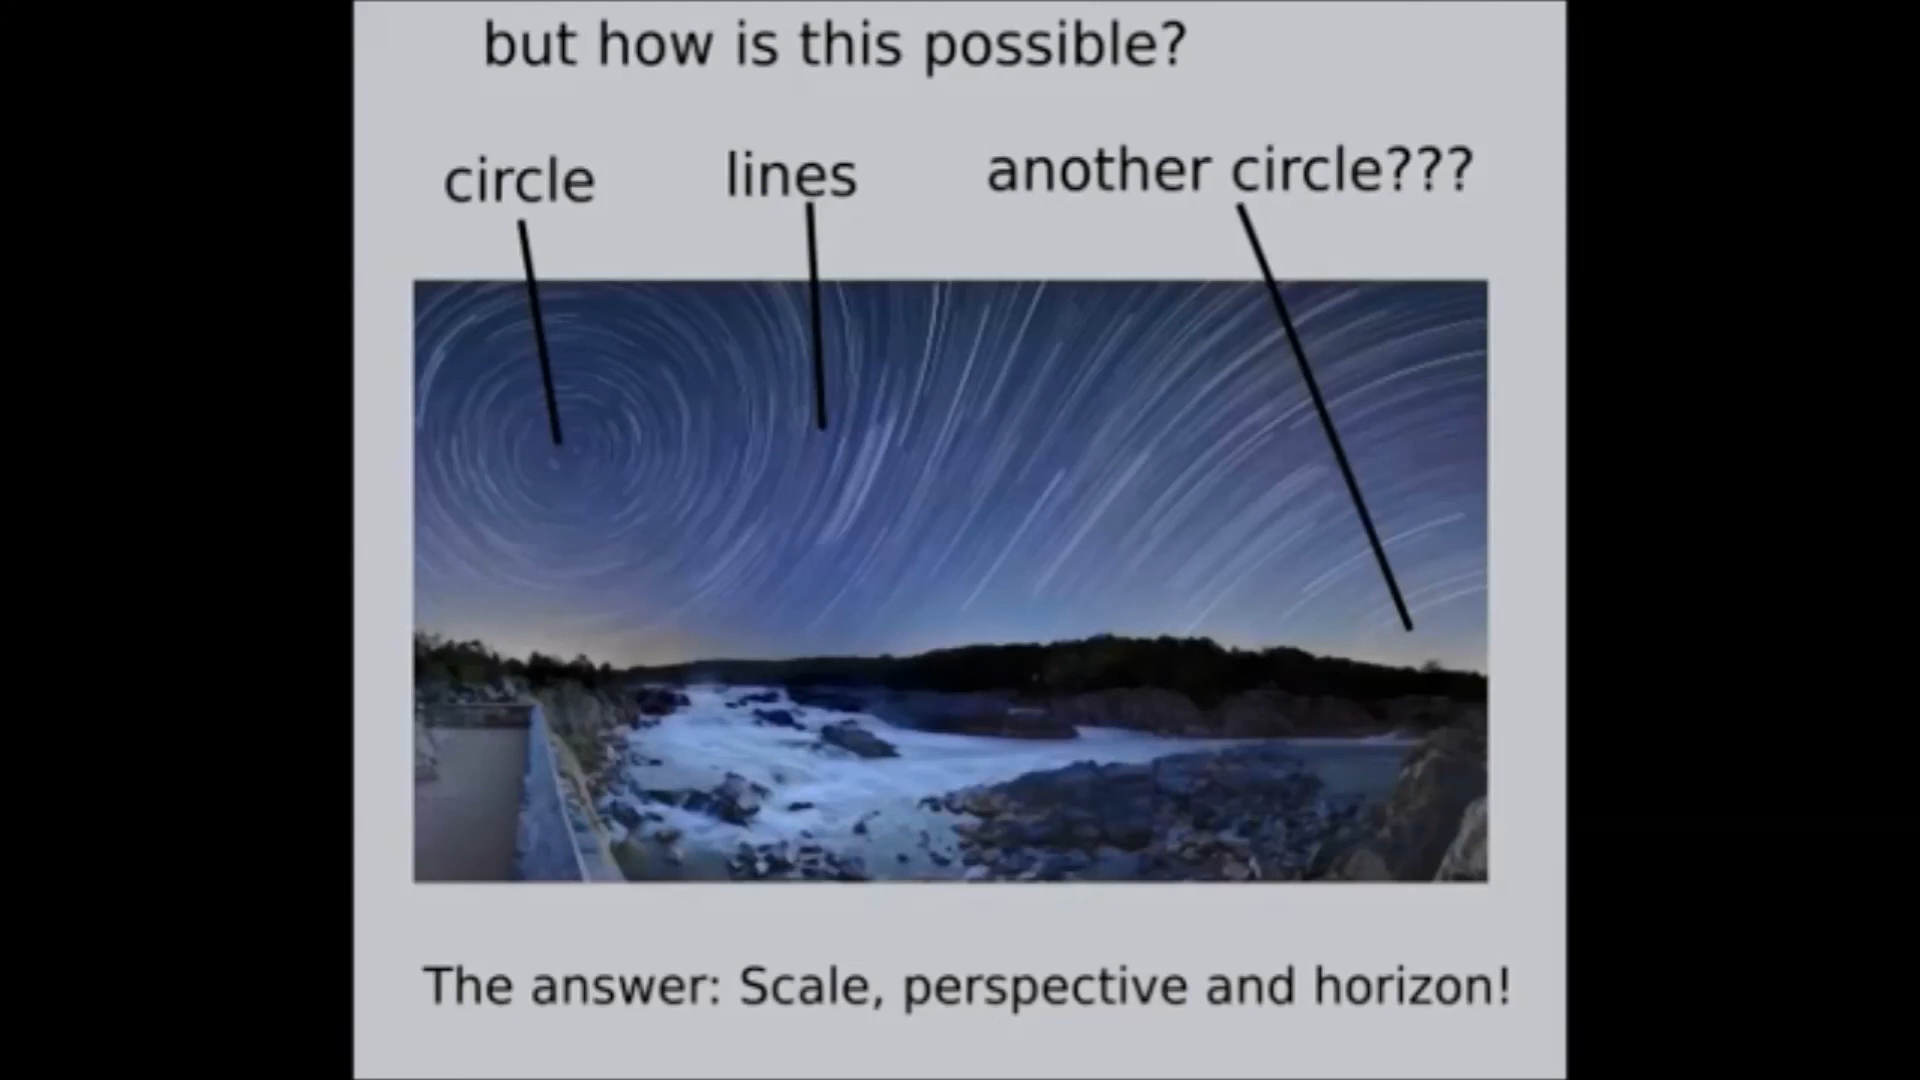 but how is this possible?
circle
lines
another circle???
The answer: Scale, perspective and horizon!